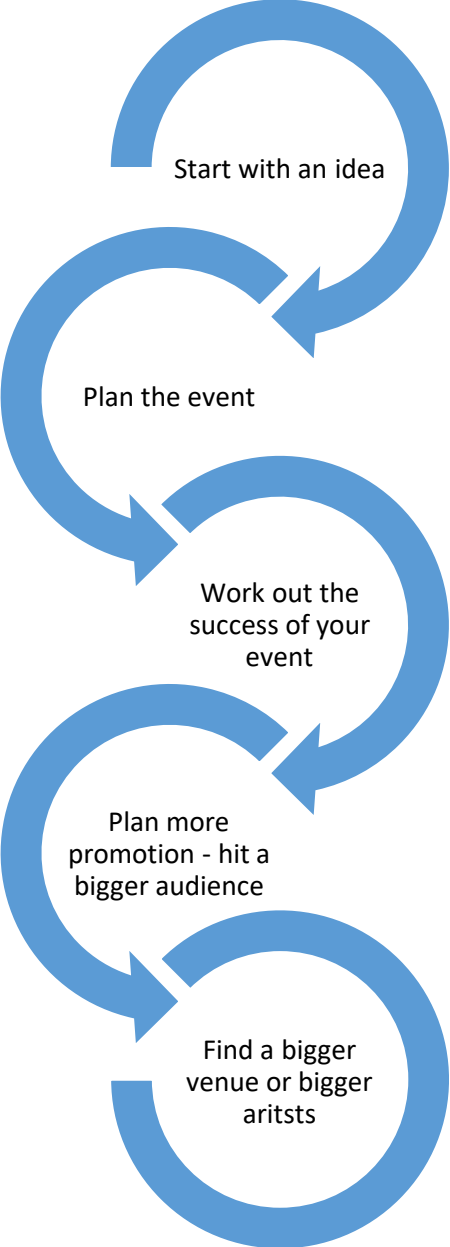 Start with an idea
Plan the event
Work out the
success of your
event
Plan more
promotion - hit a
bigger audience
Find a bigger
venue or bigger
aritsts